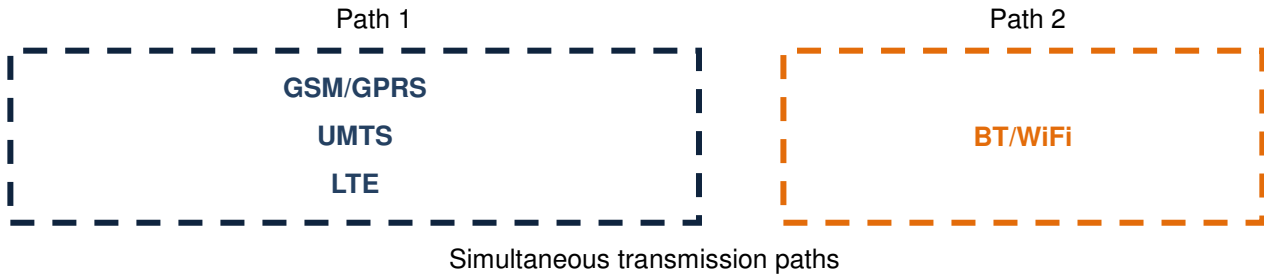 Path 1
Path 2
GSM/GPRS
UMTS
LTE
BT/WiFi
Simultaneous transmission paths